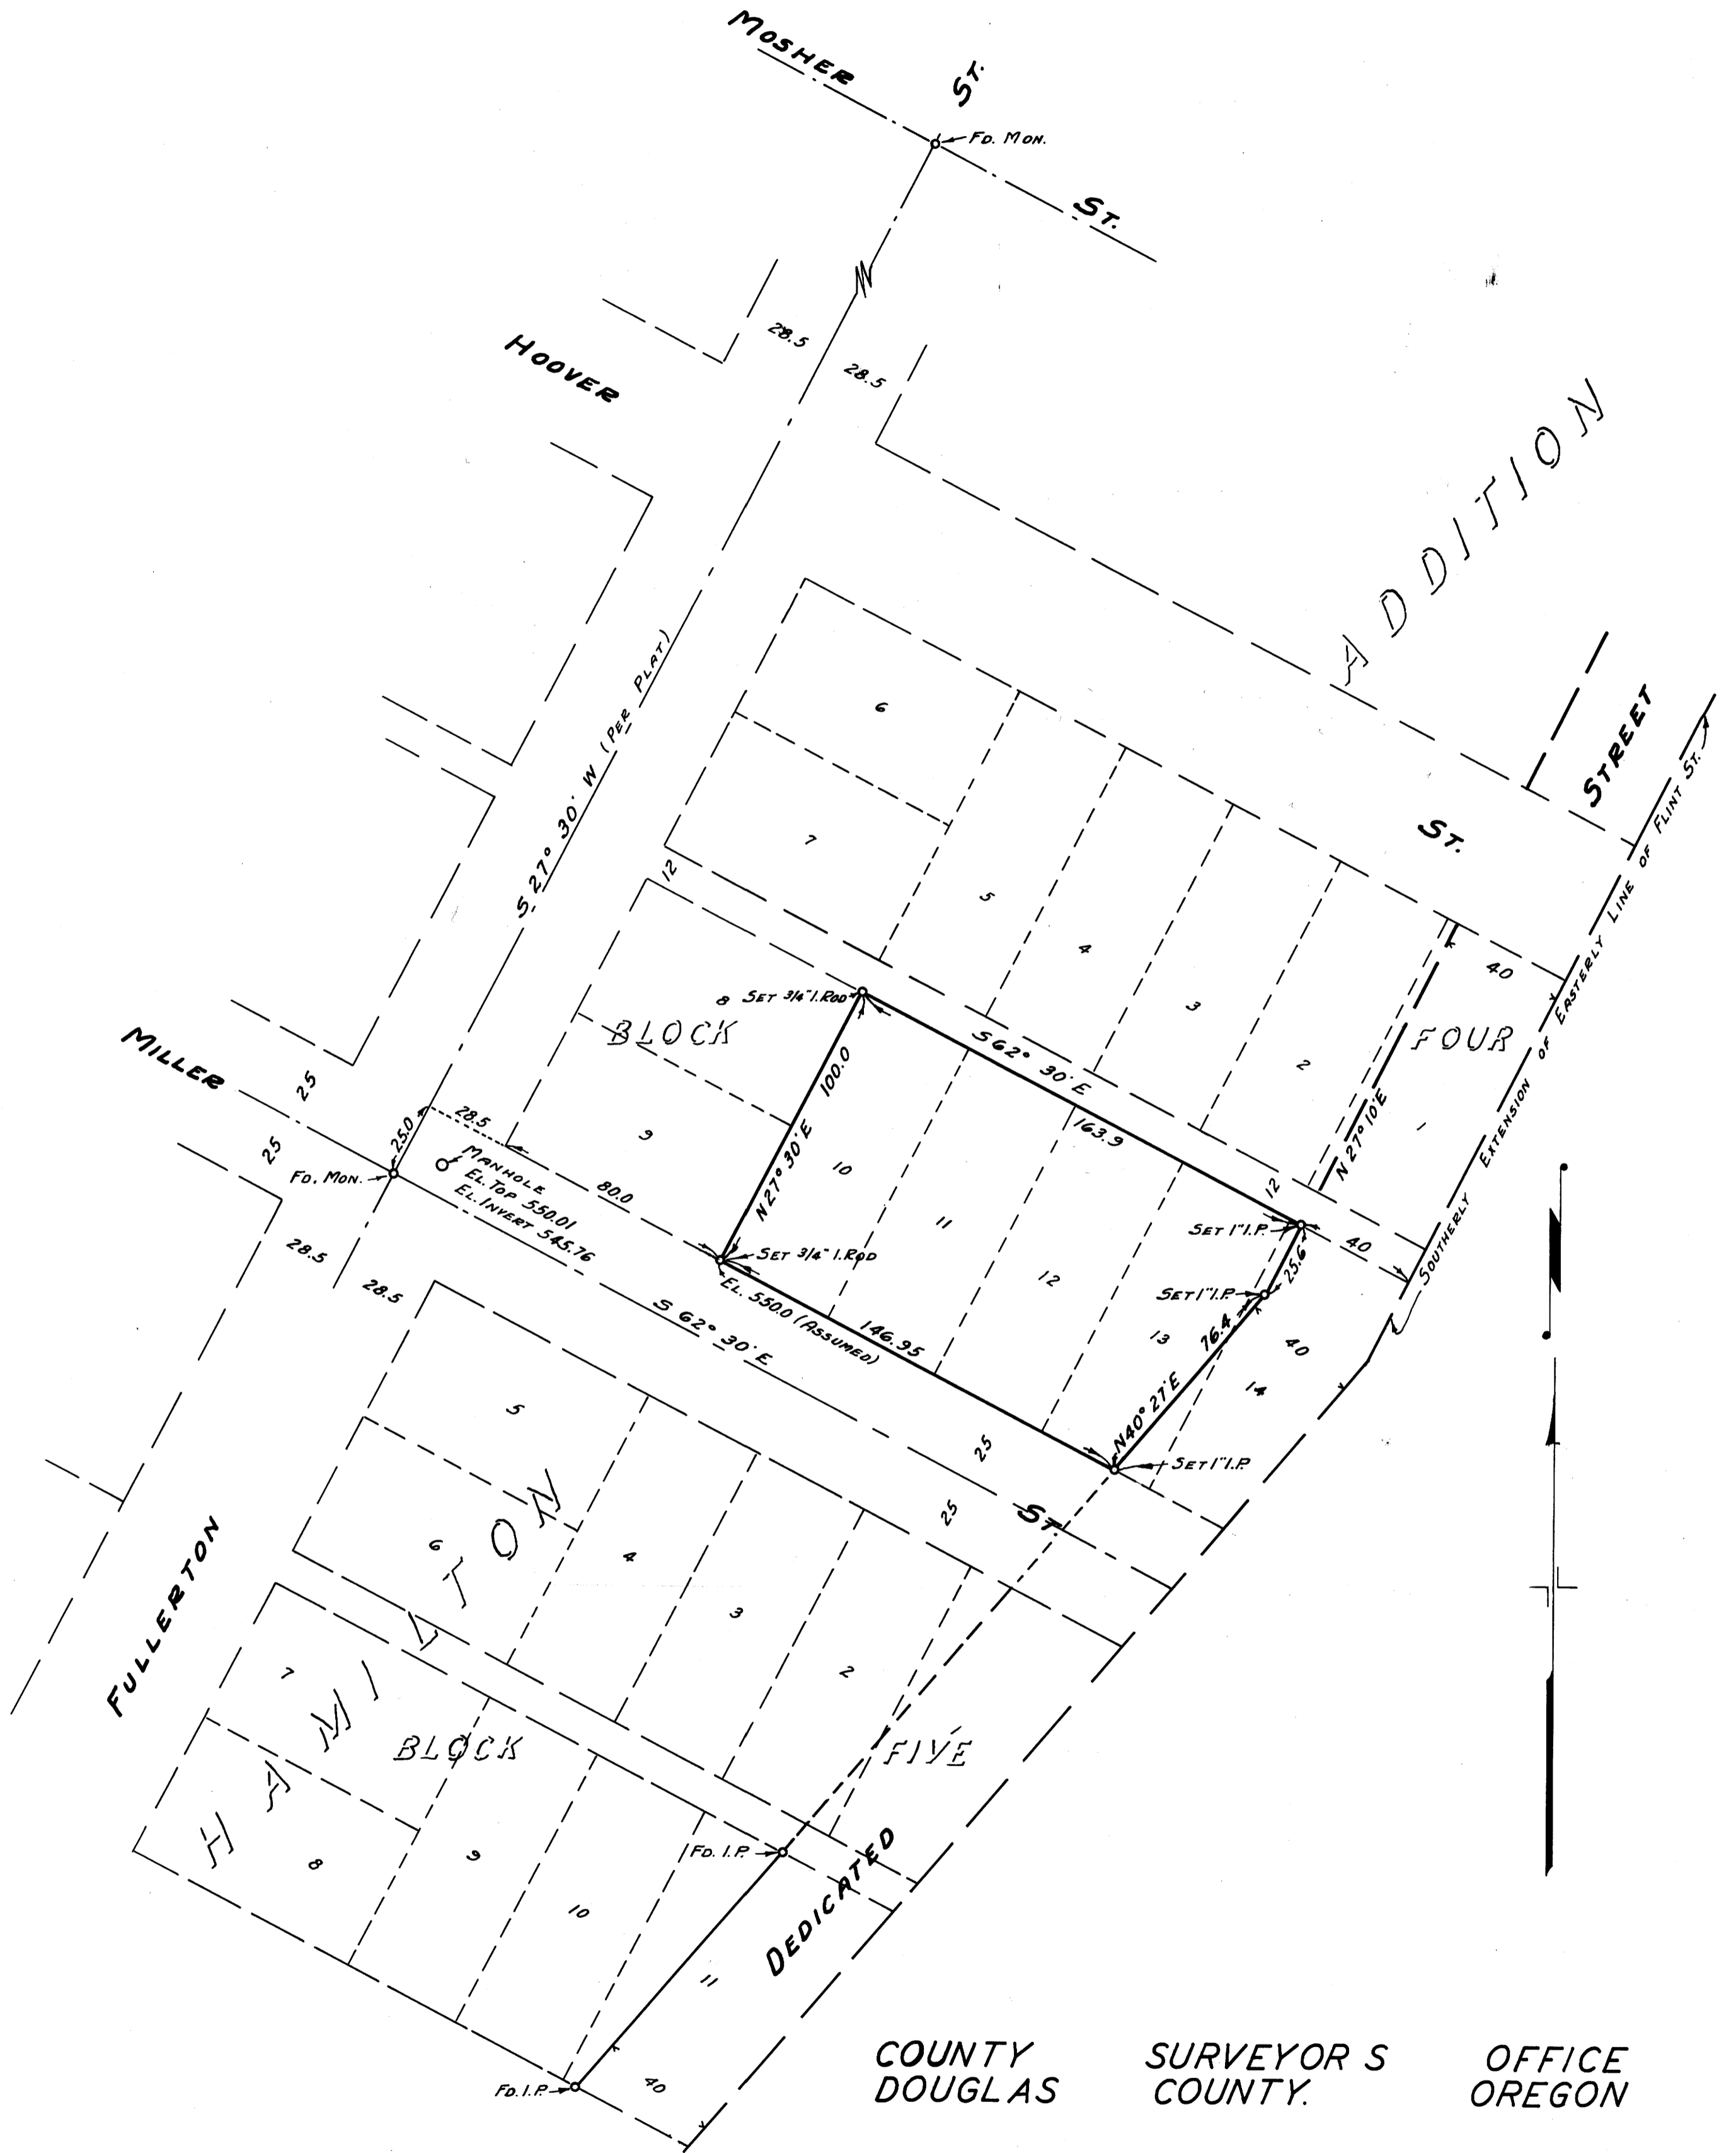 MOSHER ST.
ST.
FD. MON.
HOOVER ST.
28.5
28.5
ADDITION
STREET
S. 27° 30' W (PER PLAT)
6
7
5
4
3
2
1
40
12
FOUR
N 27° 10' E
SOUTHERLY EXTENSION OF EASTERLY LINE OF FLINT ST.
BLOCK
8
SET 3/4" I. ROD
S 62° 30' E
163.9
N 27° 30' E 100.0
9
10
11
12
13
14
12
40
SET 1" I.P.
25.6
SET 1" I.P.
76.4
40
N 40° 27' E
SET 1" I.P.
MILLER ST.
25
25
25.0
28.5
FD. MON.
MANHOLE
EL. TOP 550.01
EL. INVERT 545.76
80.0
SET 3/4" I. ROD
EL. 550.0 (ASSUMED)
146.95
S 62° 30' E
28.5
28.5
25
25
FULLERTON
HAMILTON
5
6
4
3
2
7
8
9
10
11
BLOCK
FIVE
FD. I.P.
DEDICATED
FD. I.P.
40
COUNTY SURVEYOR S OFFICE
DOUGLAS COUNTY. OREGON